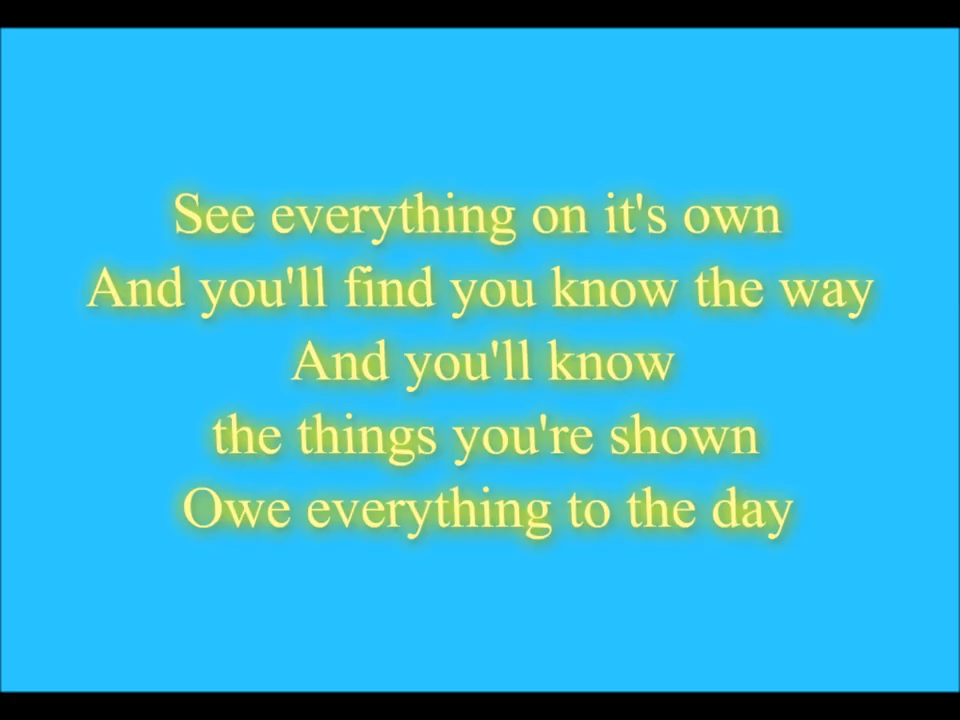 See everything on it's own
And you'll find you know the way
And you'll know
the things you're shown
Owe everything to the day